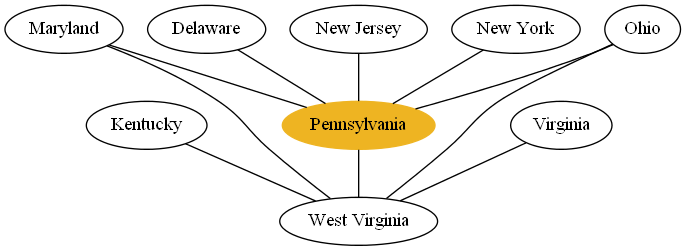 Maryland
Delaware
New Jersey
New York
Ohio
Kentucky
Pennsylvania
Virginia
West Virginia